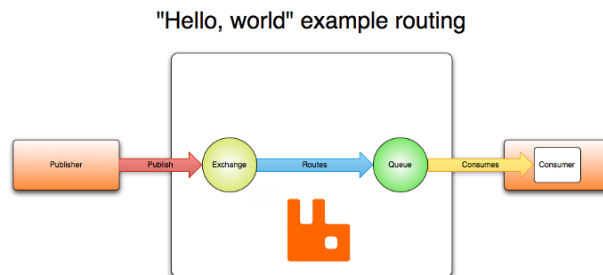 "Hello, world" example routing
Publisher
Publish
Exchange
Routes
Queue
Consumes
Consumer